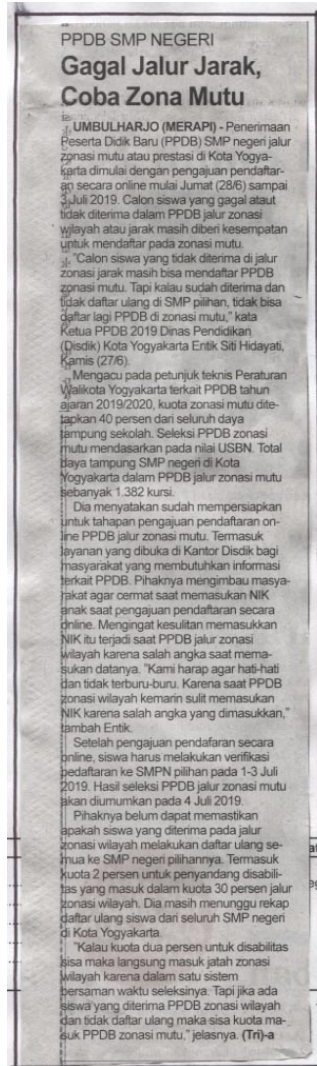 PPDB SMP NEGERI
Gagal Jalur Jarak,
Coba Zona Mutu
UMBULHARJO (MERAPI) - Penerimaan
Peserta Didik Baru (PPDB) SMP negeri jalur
zonasi mutu atau prestasi di Kota Yogya-
karta dimulai dengan pengajuan pendaftar-
an secara online mulai Jumat (28/6) sampai
3 Juli 2019. Calon siswa yang gagal ataut
tidak diterima dalam PPDB jalur zonasi
wilayah atau jarak masih diberi kesempatan
untuk mendaftar pada zonasi mutu.
"Calon siswa yang tidak diterima di jalur
zonasi jarak masih bisa mendaftar PPDB
zonasi mutu. Tapi kalau sudah diterima dan
tidak daftar ulang di SMP pilihan, tidak bisa
daftar lagi PPDB di zonasi mutu," kata
Ketua PPDB 2019 Dinas Pendidikan
(Disdik) Kota Yogyakarta Entik Siti Hidayati,
Kamis (27/6).
Mengacu pada petunjuk teknis Peraturan
Walikota Yogyakarta terkait PPDB tahun
ajaran 2019/2020, kuota zonasi mutu dite-
tapkan 40 persen dari seluruh daya
tampung sekolah. Seleksi PPDB zonasi
mutu mendasarkan pada nilai USBN. Total
daya tampung SMP negeri di Kota
Yogyakarta dalam PPDB jalur zonasi mutu
sebanyak 1.382 kursi.
Dia menyatakan sudah mempersiapkan
untuk tahapan pengajuan pendaftaran on-
line PPDB jalur zonasi mutu. Termasuk
layanan yang dibuka di Kantor Disdik bagi
masyarakat yang membutuhkan informasi
terkait PPDB. Pihaknya mengimbau masya-
rakat agar cermat saat memasukan NIK
anak saat pengajuan pendaftaran secara
online. Mengingat kesulitan memasukkan
NIK itu terjadi saat PPDB jalur zonasi
wilayah karena salah angka saat mema-
sukan datanya. "Kami harap agar hati-hati
dan tidak terburu-buru. Karena saat PPDB
zonasi wilayah kemarin sulit memasukan
NIK karena salah angka yang dimasukkan,"
tambah Entik.
Setelah pengajuan pendafaran secara
online, siswa harus melakukan verifikasi
pedaftaran ke SMPN pilihan pada 1-3 Juli
2019. Hasil seleksi PPDB jalur zonasi mutu
akan diumumkan pada 4 Juli 2019.
Pihaknya belum dapat memastikan
apakah siswa yang diterima pada jalur
zonasi wilayah melakukan daftar ulang se-
mua ke SMP negeri pilihannya. Termasuk
kuota 2 persen untuk penyandang disabili-
tas yang masuk dalam kuota 30 persen jalur
zonasi wilayah. Dia masih menunggu rekap
daftar ulang siswa dari seluruh SMP negeri
di Kota Yogyakarta.
"Kalau kuota dua persen untuk disabilitas
sisa maka langsung masuk jatah zonasi
wilayah karena dalam satu sistem
bersaman waktu seleksinya. Tapi jika ada
siswa yang diterima PPDB zonasi wilayah
dan tidak daftar ulang maka sisa kuota ma-
suk PPDB zonasi mutu," jelasnya. (Tri)-a